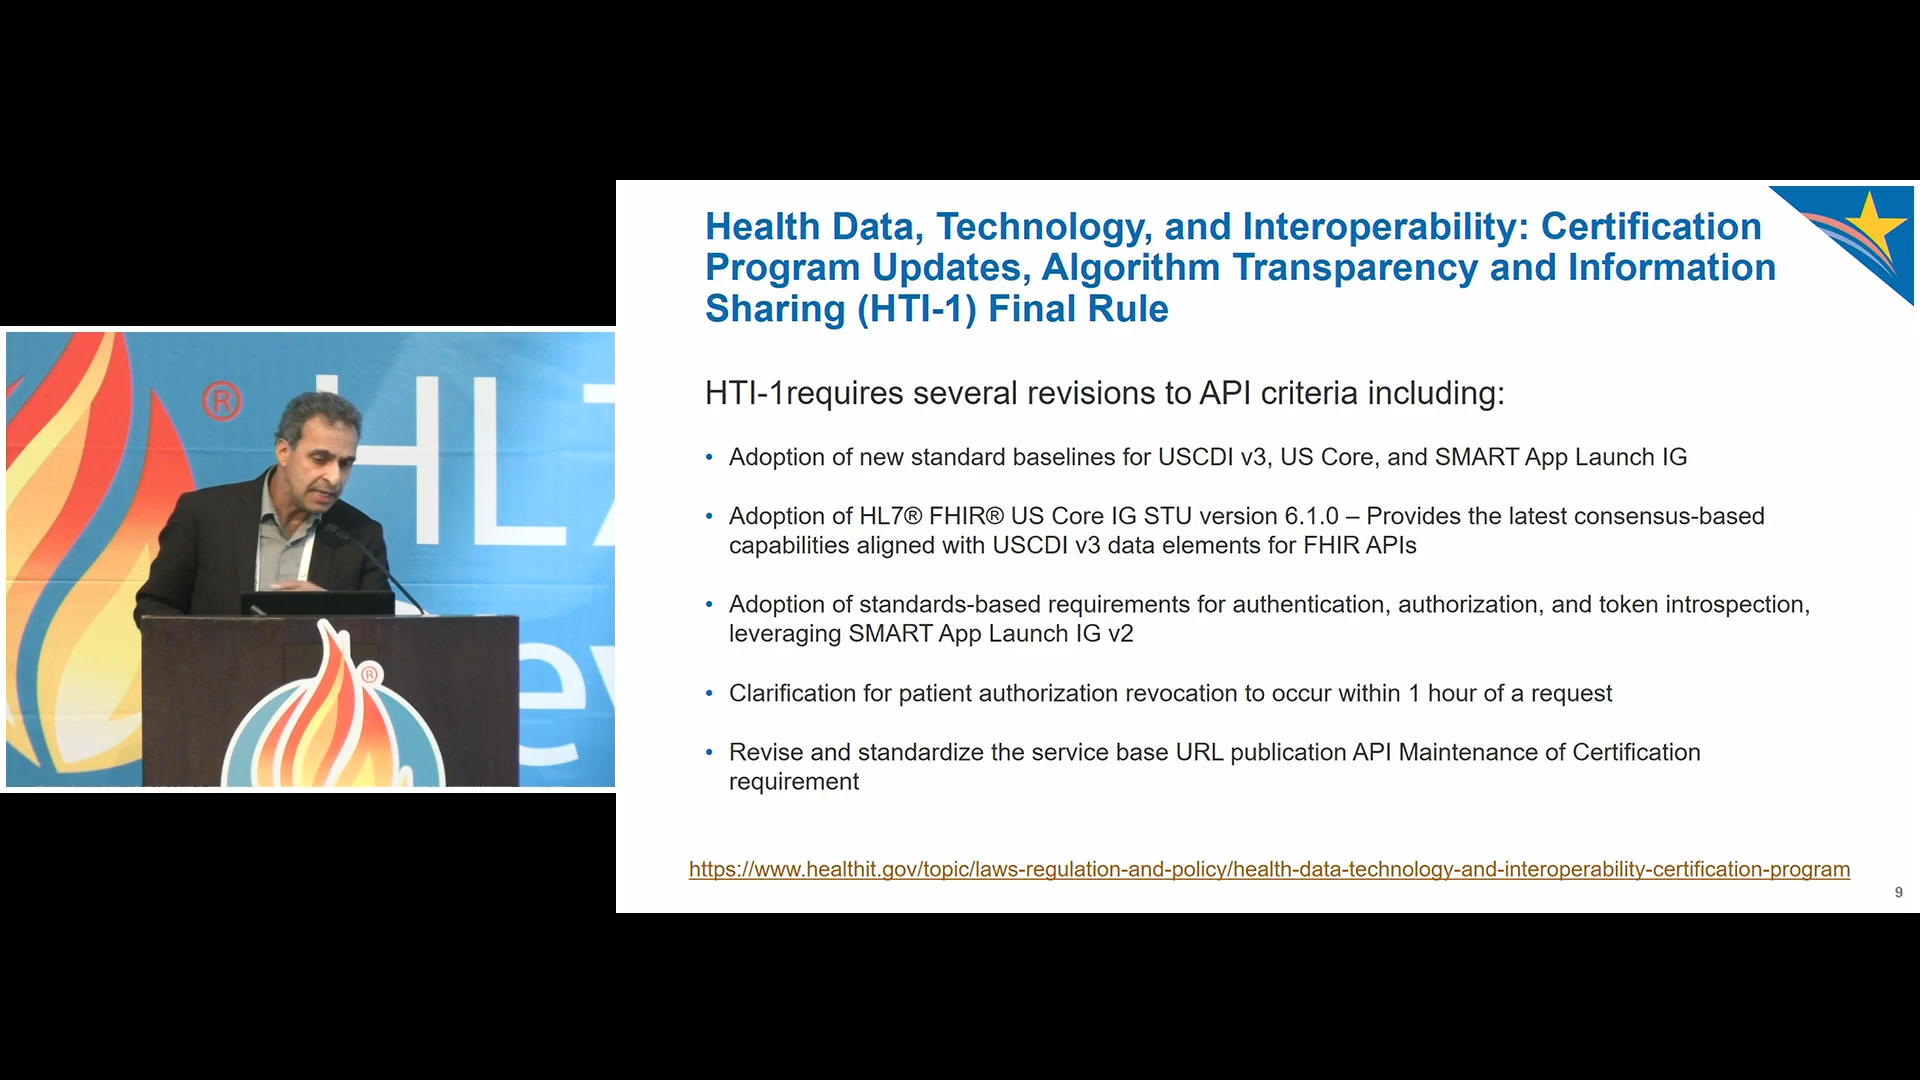 Health Data, Technology, and Interoperability: Certification
Program Updates, Algorithm Transparency and Information
Sharing (HTI-1) Final Rule
HTI-1requires several revisions to API criteria including:
• Adoption of new standard baselines for USCDI v3, US Core, and SMART App Launch IG
• Adoption of HL7® FHIR® US Core IG STU version 6.1.0 – Provides the latest consensus-based
capabilities aligned with USCDI v3 data elements for FHIR APIs
• Adoption of standards-based requirements for authentication, authorization, and token introspection,
leveraging SMART App Launch IG v2
• Clarification for patient authorization revocation to occur within 1 hour of a request
• Revise and standardize the service base URL publication API Maintenance of Certification
requirement
https://www.healthit.gov/topic/laws-regulation-and-policy/health-data-technology-and-interoperability-certification-program
9
® HL7
ev
®